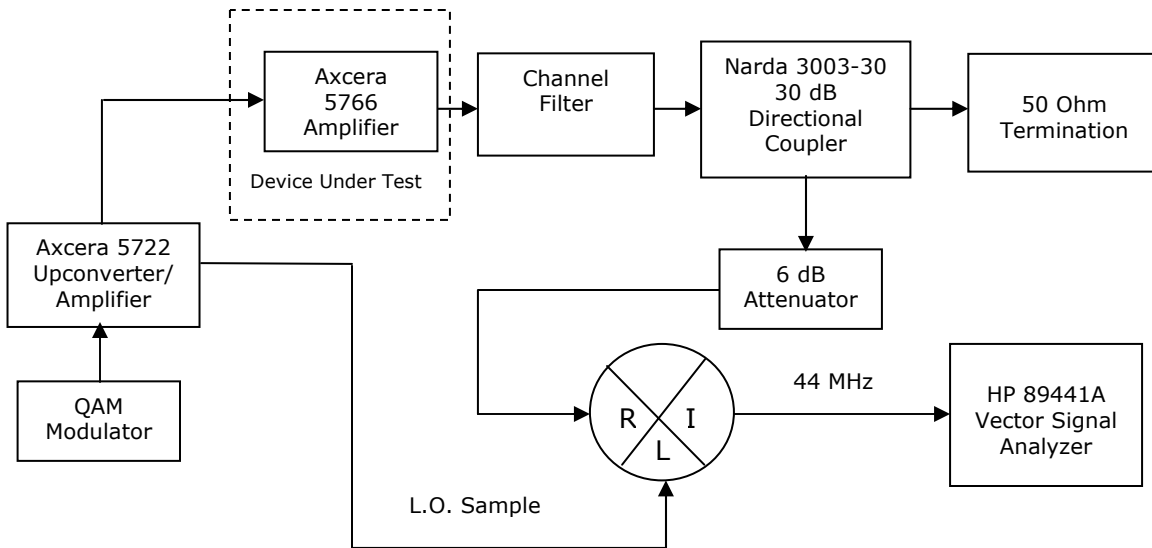 Axcera
5766
Amplifier
Device Under Test
Channel
Filter
Narda 3003-30
30 dB
Directional
Coupler
50 Ohm
Termination
Axcera 5722
Upconverter/
Amplifier
6 dB
Attenuator
QAM
Modulator
R I
L
44 MHz
HP 89441A
Vector Signal
Analyzer
L.O. Sample